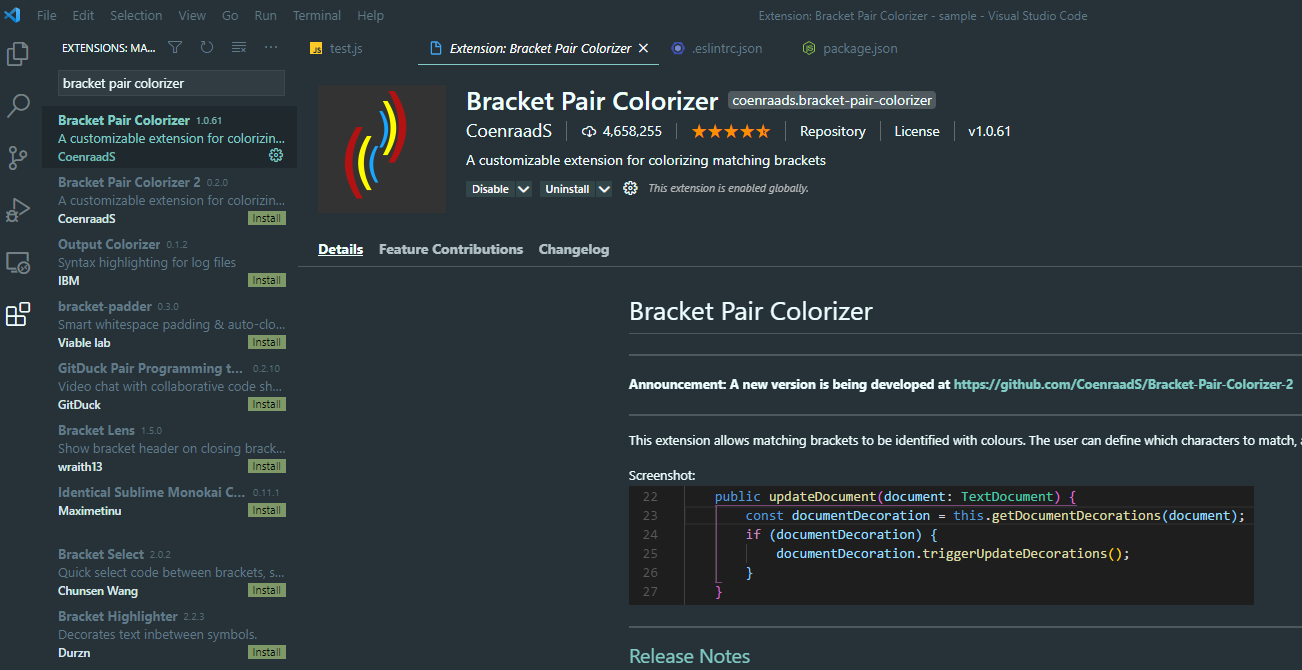 File Edit Selection View Go Run Terminal Help
Extension: Bracket Pair Colorizer - sample - Visual Studio Code
EXTENSIONS: MA...
JS test.js
Extension: Bracket Pair Colorizer
.eslintrc.json
package.json
bracket pair colorizer
Bracket Pair Colorizer 1.0.61
A customizable extension for colorizin...
CoenraadS
Bracket Pair Colorizer 2 0.2.0
A customizable extension for colorizin...
CoenraadS Install
Output Colorizer 0.1.2
Syntax highlighting for log files
IBM Install
bracket-padder 0.3.0
Smart whitespace padding & auto-clo...
Viable lab Install
GitDuck Pair Programming t... 0.2.10
Video chat with collaborative code sh...
GitDuck Install
Bracket Lens 1.5.0
Show bracket header on closing brack...
wraith13 Install
Identical Sublime Monokai C... 0.11.1
Maximetinu Install
Bracket Select 2.0.2
Quick select code between brackets, s...
Chunsen Wang Install
Bracket Highlighter 2.2.3
Decorates text inbetween symbols.
Durzn Install
Bracket Pair Colorizer coenraads.bracket-pair-colorizer
CoenraadS 4,658,255 Repository License v1.0.61
A customizable extension for colorizing matching brackets
Disable Uninstall This extension is enabled globally.
Details Feature Contributions Changelog
Bracket Pair Colorizer
Announcement: A new version is being developed at https://github.com/CoenraadS/Bracket-Pair-Colorizer-2
This extension allows matching brackets to be identified with colours. The user can define which characters to match,
Screenshot:
22 public updateDocument(document: TextDocument) {
23 const documentDecoration = this.getDocumentDecorations(document);
24 if (documentDecoration) {
25 documentDecoration.triggerUpdateDecorations();
26 }
27 }
Release Notes